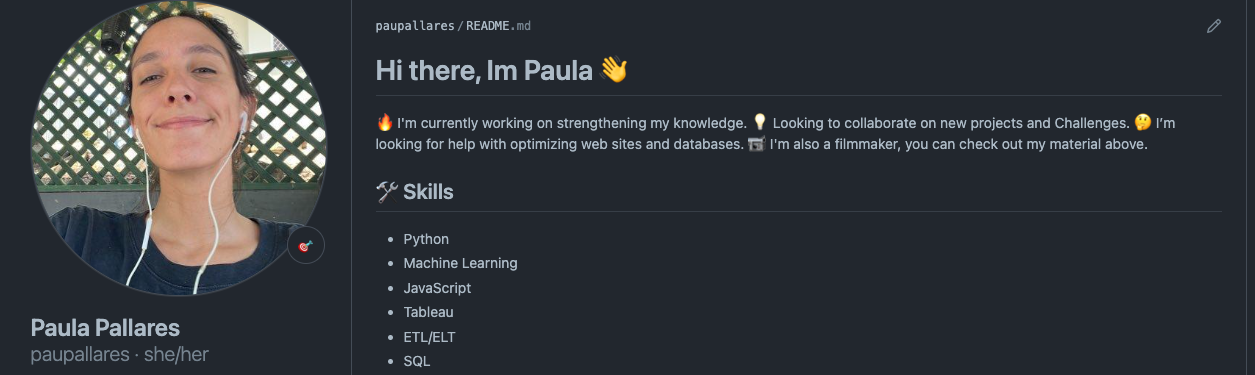 paupallares/README.md
Hi there, Im Paula 👋
🔥 I'm currently working on strengthening my knowledge. 💡 Looking to collaborate on new projects and Challenges. 🤔 I'm
looking for help with optimizing web sites and databases. 📹 I'm also a filmmaker, you can check out my material above.
🛠 Skills
Python
Machine Learning
JavaScript
Tableau
ETL/ELT
SQL
Paula Pallares
paupallares · she/her